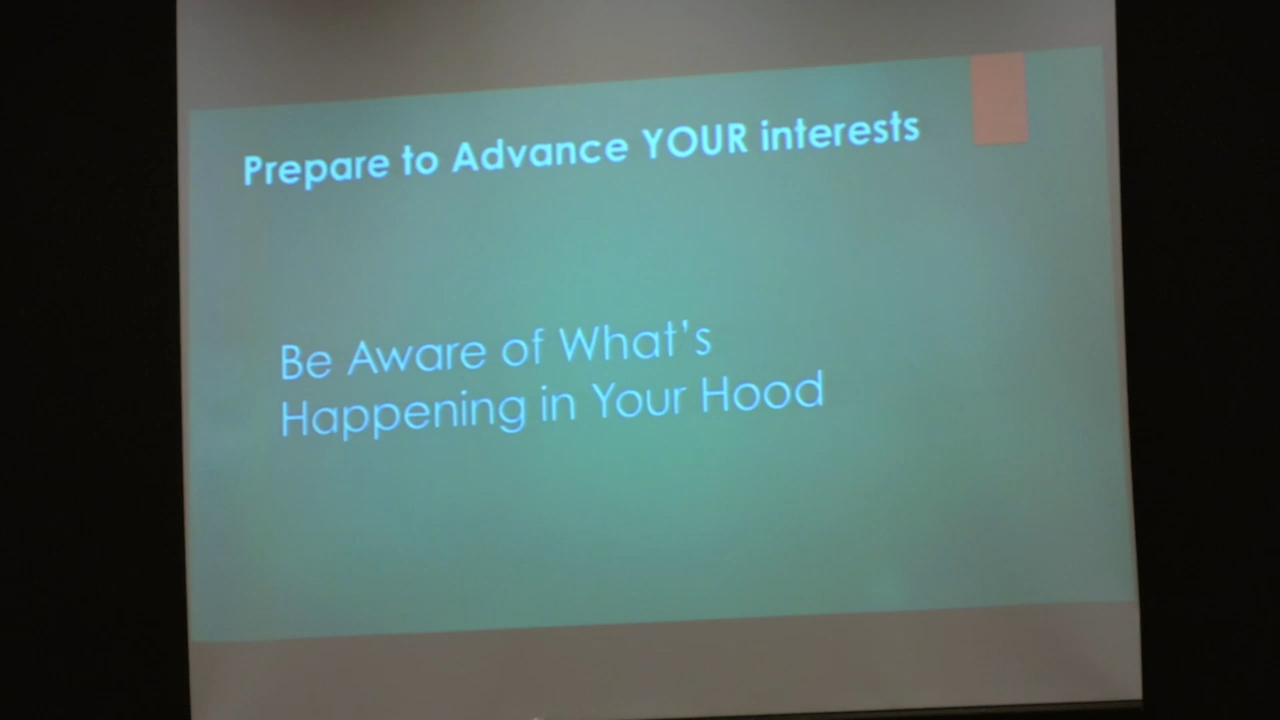 Prepare to Advance YOUR interests
Be Aware of What's
Happening in Your Hood